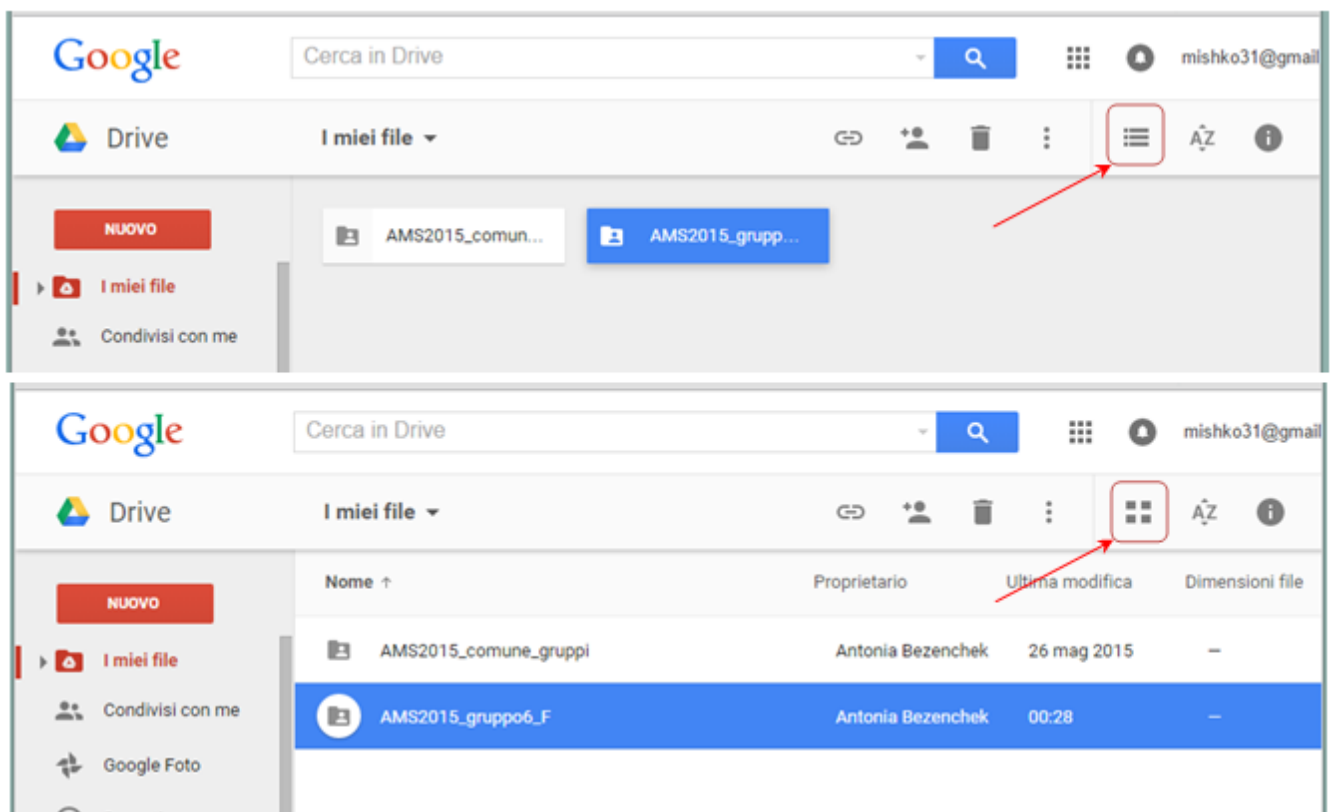 Google Cerca in Drive mishko31@gmail
Drive I miei file AZ
NUOVO AMS2015_comun... AMS2015_grupp...
I miei file
Condivisi con me
Google Cerca in Drive mishko31@gmail
Drive I miei file AZ
NUOVO Nome ↑ Proprietario Ultima modifica Dimensioni file
I miei file AMS2015_comune_gruppi Antonia Bezenchek 26 mag 2015 –
Condivisi con me AMS2015_gruppo6_F Antonia Bezenchek 00:28 –
Google Foto